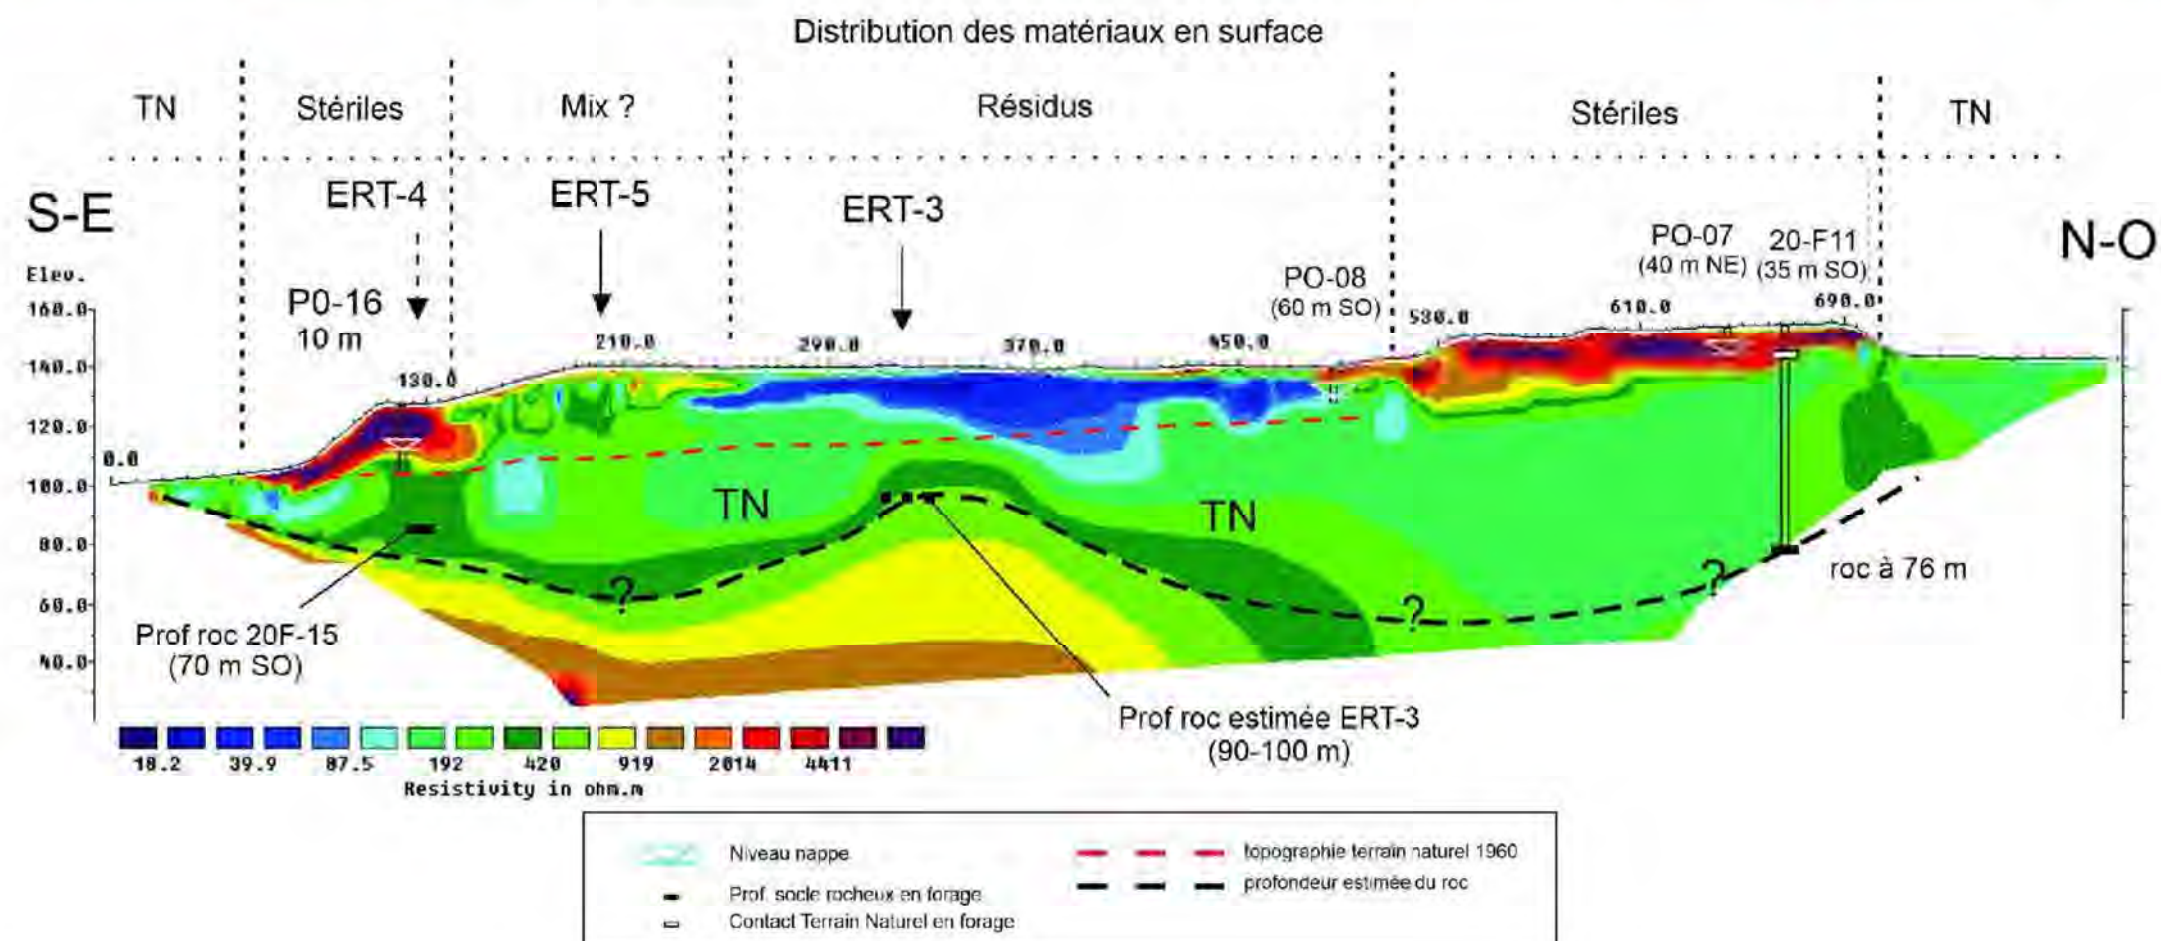 Distribution des matériaux en surface
TN Stériles Mix ? Résidus Stériles TN
S-E ERT-4 ERT-5 ERT-3 N-O
PO-07 20-F11
(40 m NE) (35 m SO)
PO-08
(60 m SO)
Elev.
P0-16
10 m
160.0
140.0
120.0
100.0
80.0
60.0
40.0
0.0 130.0 210.0 290.0 370.0 450.0 530.0 610.0 690.0
TN TN
? ? ?
roc à 76 m
Prof roc 20F-15
(70 m SO)
Prof roc estimée ERT-3
(90-100 m)
18.2 39.9 87.5 192 420 919 2014 4411
Resistivity in ohm.m
Niveau nappe
Prof. socle rocheux en forage
Contact Terrain Naturel en forage
topographie terrain naturel 1960
profondeur estimée du roc